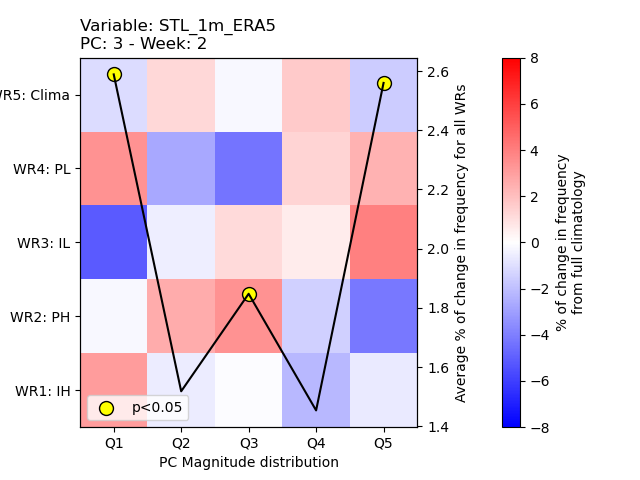 Variable: STL_1m_ERA5
PC: 3 - Week: 2
WR5: Clima
WR4: PL
WR3: IL
WR2: PH
WR1: IH
p<0.05
Q1 Q2 Q3 Q4 Q5
PC Magnitude distribution
2.6
2.4
2.2
2.0
1.8
1.6
1.4
Average % of change in frequency for all WRs
8
6
4
2
0
−2
−4
−6
−8
% of change in frequency
from full climatology